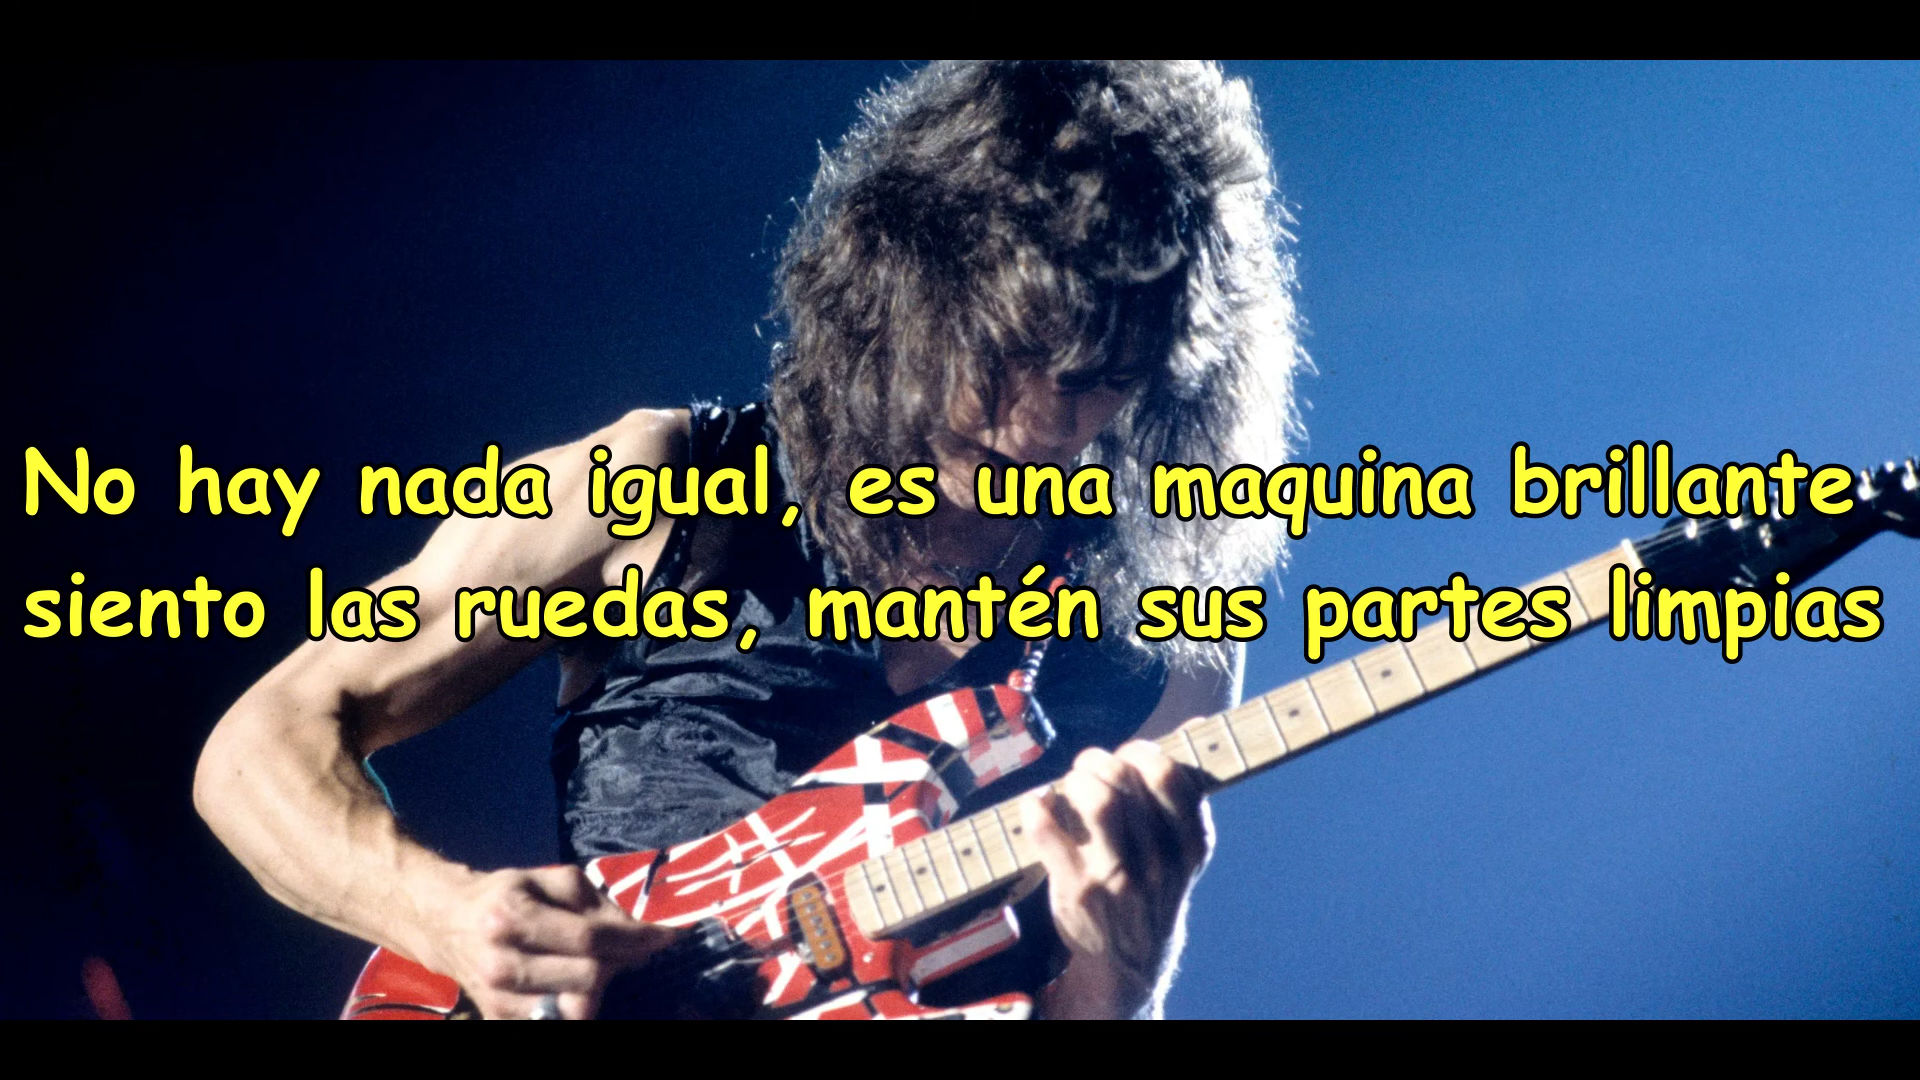 No hay nada igual, es una maquina brillante
siento las ruedas, mantén sus partes limpias